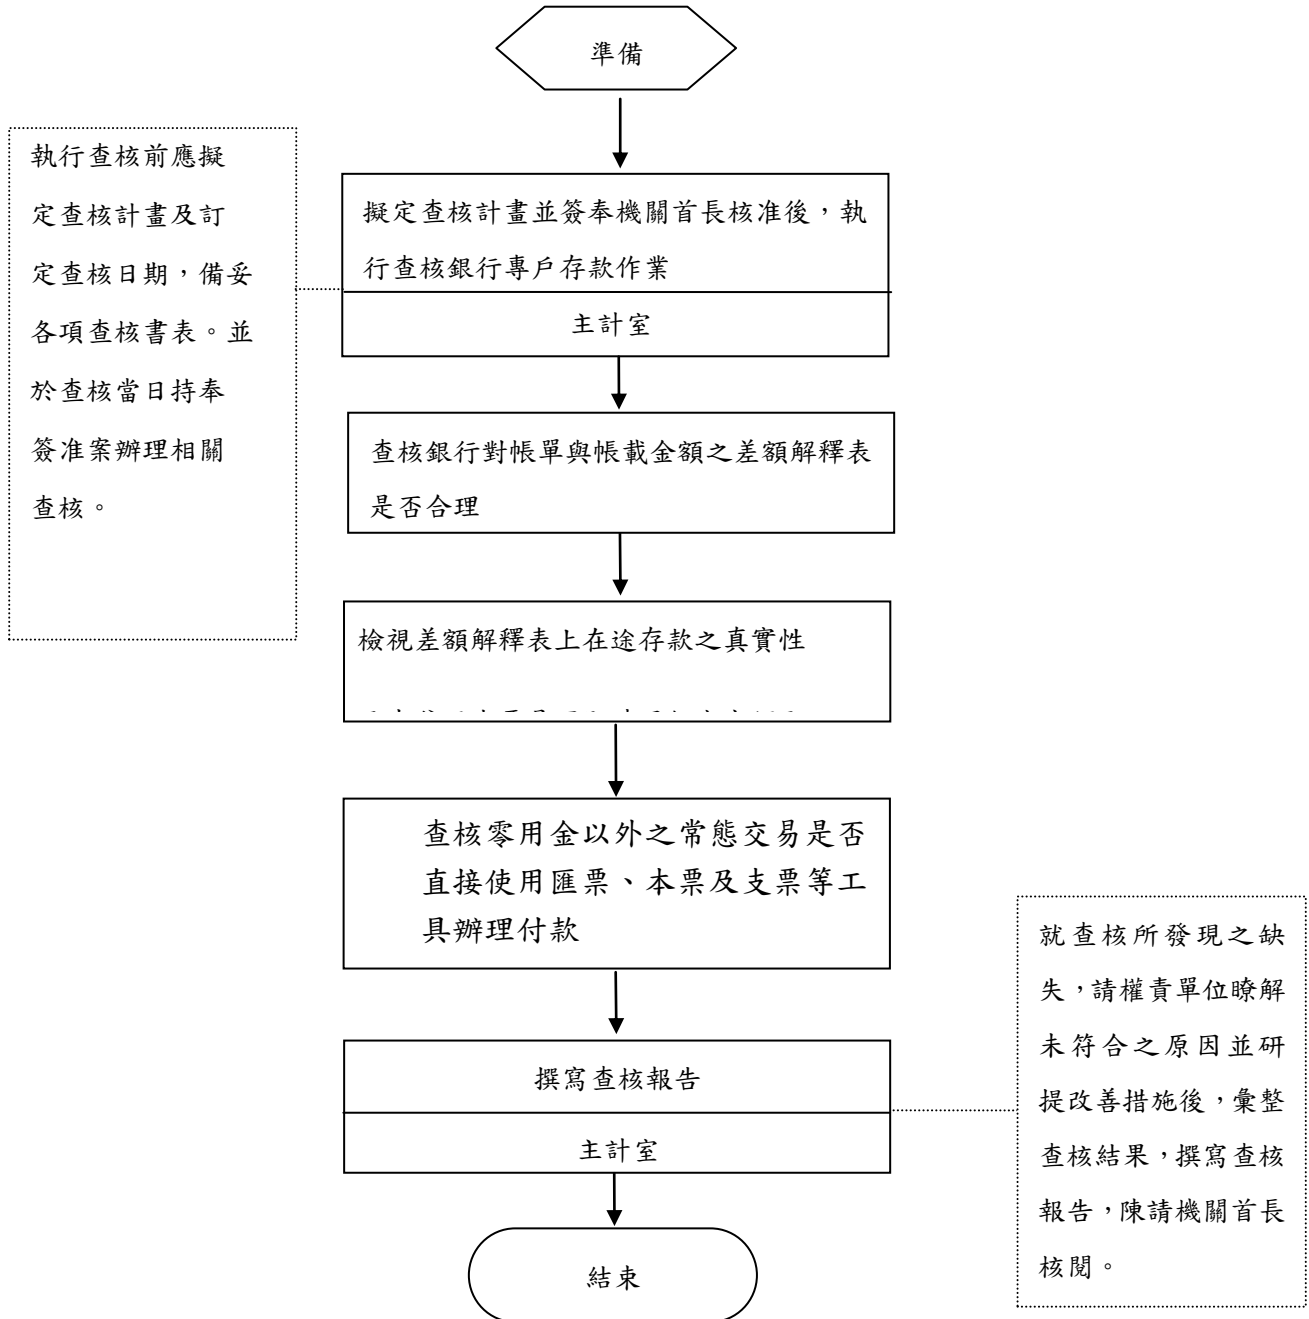 準備
執行查核前應擬
定查核計畫及訂
定查核日期，備妥
各項查核書表。並
於查核當日持奉
簽准案辦理相關
查核。
擬定查核計畫並簽奉機關首長核准後，執
行查核銀行專戶存款作業
主計室
查核銀行對帳單與帳載金額之差額解釋表
是否合理
檢視差額解釋表上在途存款之真實性
查核零用金以外之常態交易是否
直接使用匯票、本票及支票等工
具辦理付款
撰寫查核報告
主計室
就查核所發現之缺
失，請權責單位瞭解
未符合之原因並研
提改善措施後，彙整
查核結果，撰寫查核
報告，陳請機關首長
核閱。
結束